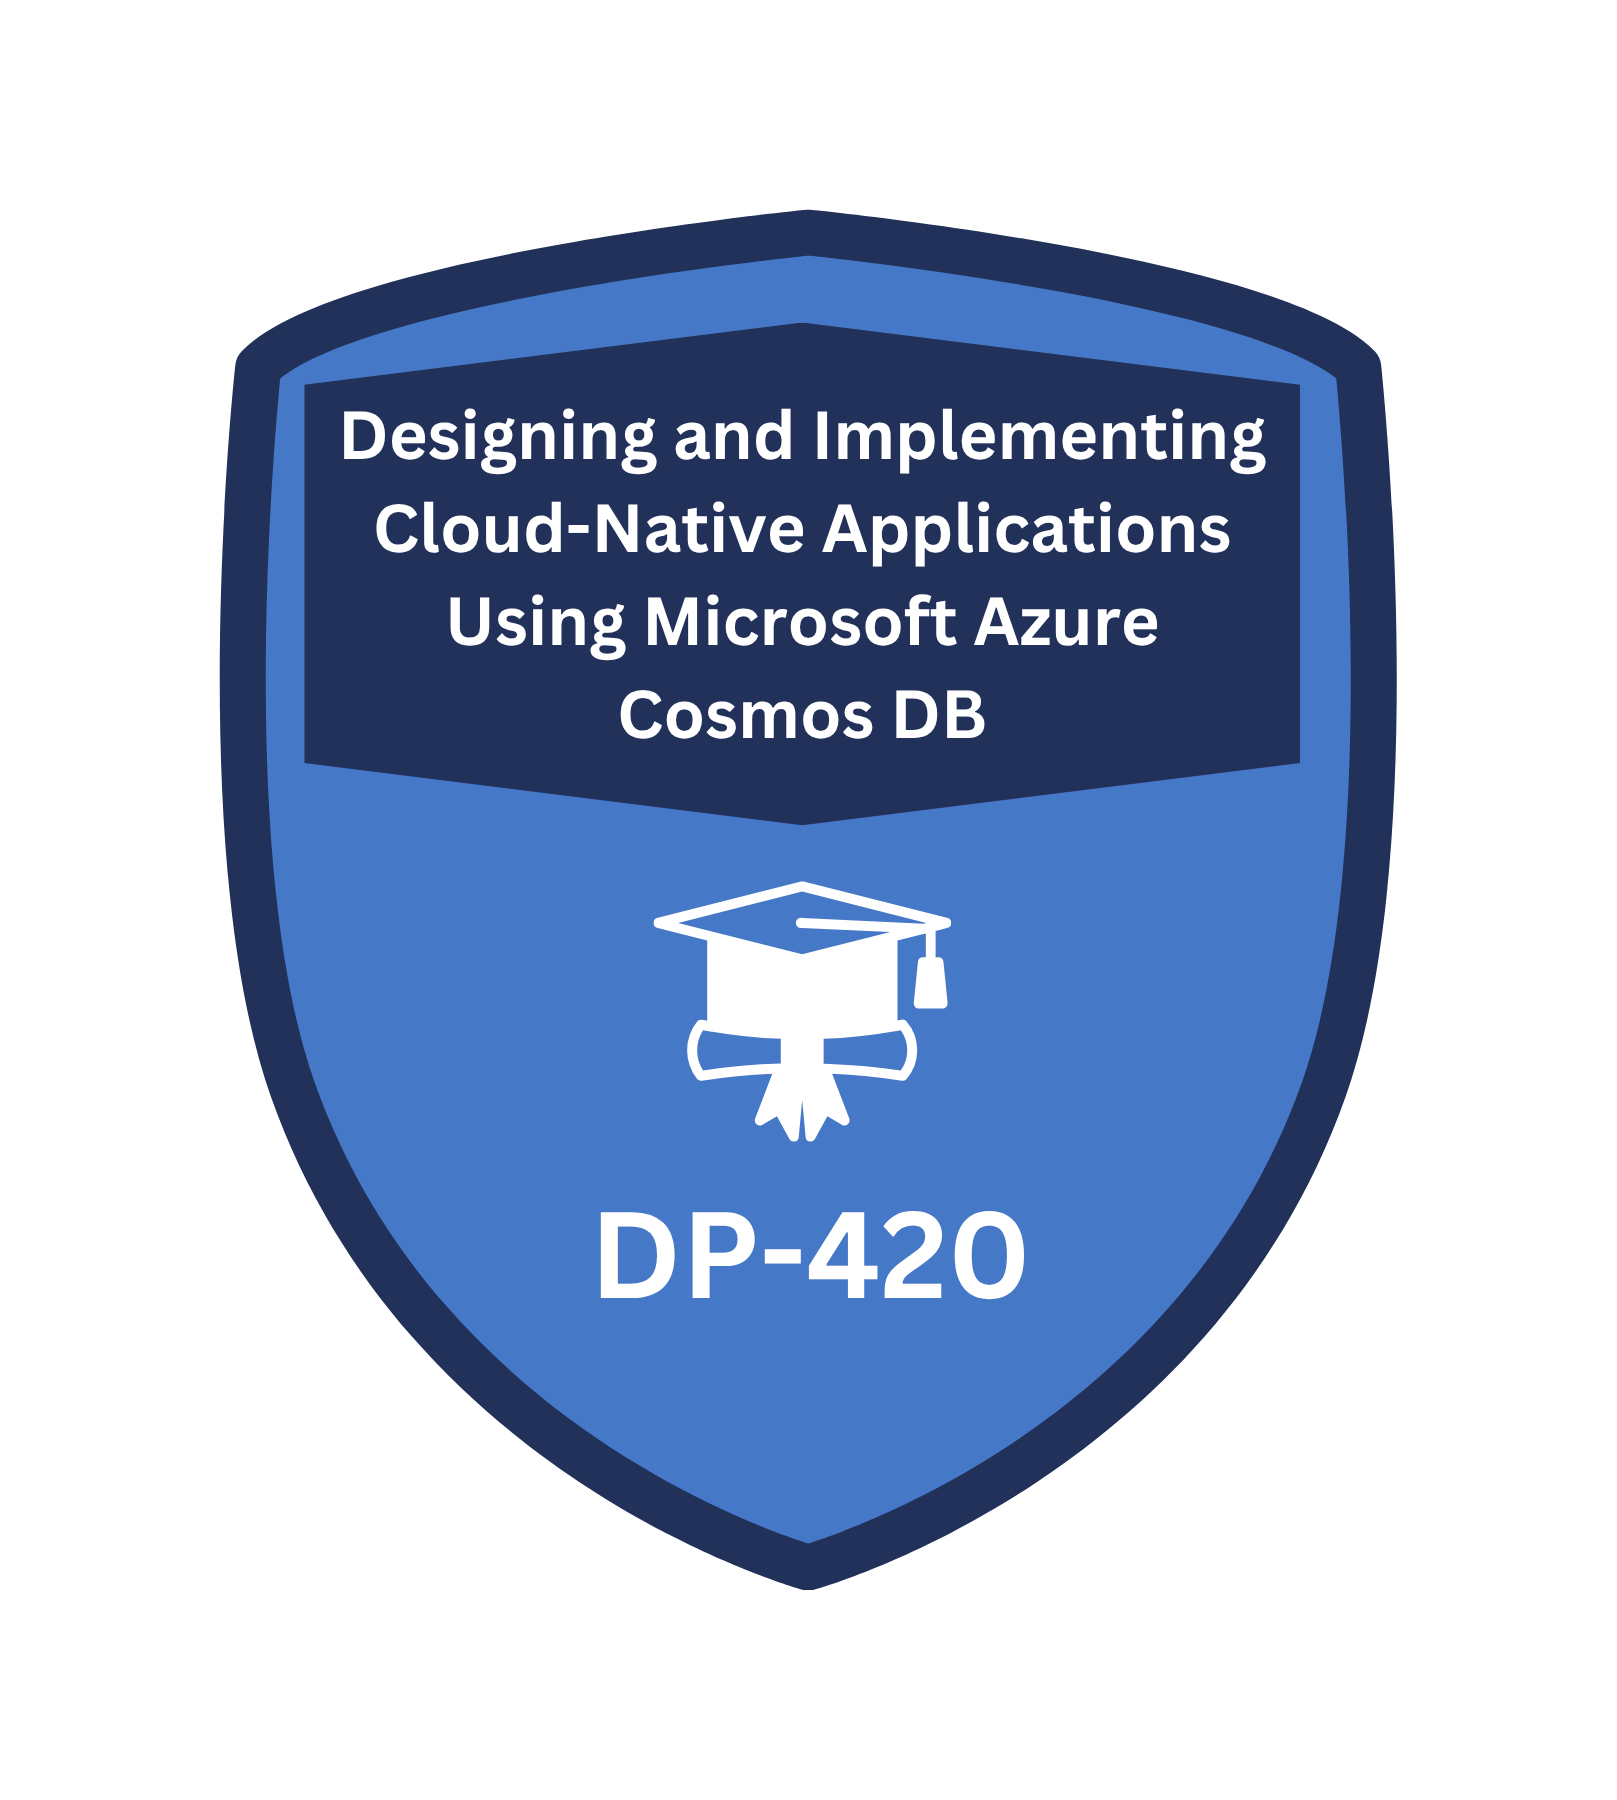 Designing and Implementing
Cloud-Native Applications
Using Microsoft Azure
Cosmos DB
DP-420